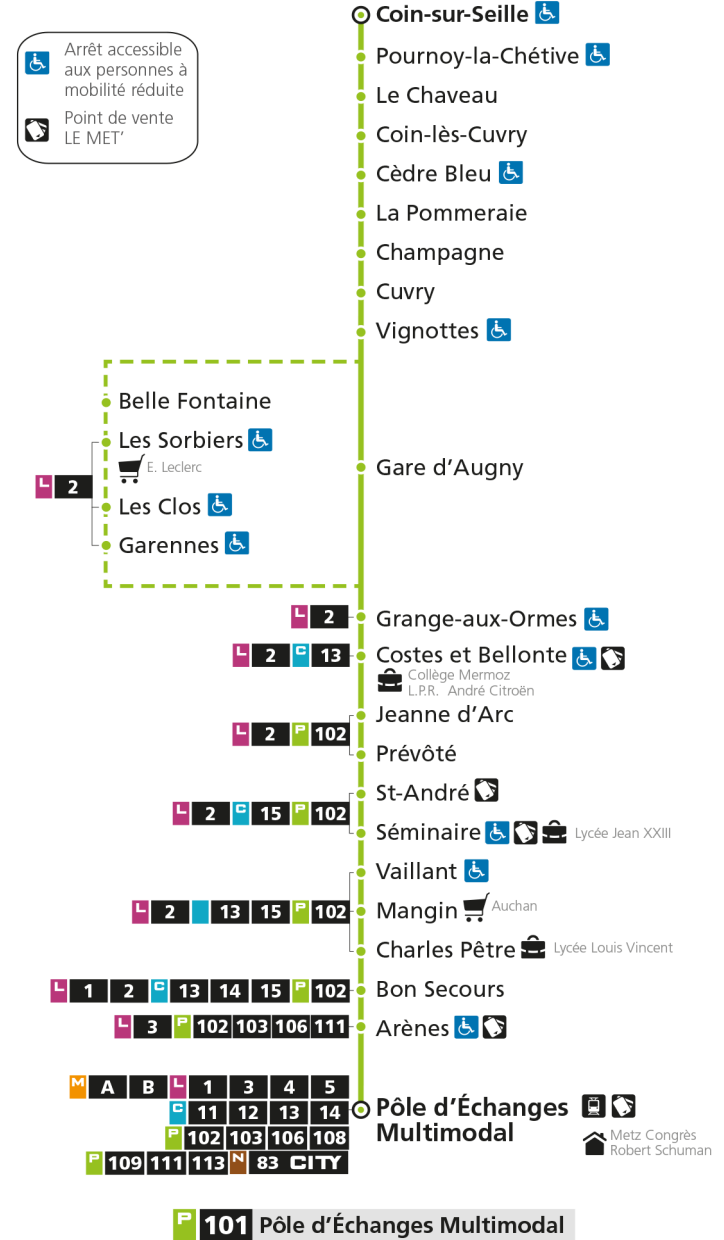 Coin-sur-Seille
Arrêt accessible
aux personnes à
mobilité réduite
Point de vente
LE MET’
Pournoy-la-Chétive
Le Chaveau
Coin-lès-Cuvry
Cèdre Bleu
La Pommeraie
Champagne
Cuvry
Vignottes
Belle Fontaine
Les Sorbiers
E. Leclerc
L 2
Les Clos
Garennes
Gare d’Augny
L 2 Grange-aux-Ormes
L 2 C 13 Costes et Bellonte
Collège Mermoz
L.P.R. André Citroën
Jeanne d’Arc
L 2 P 102
Prévôté
St-André
L 2 C 15 P 102
Séminaire Lycée Jean XXIII
Vaillant
L 2 13 15 P 102 Mangin Auchan
Charles Pêtre Lycée Louis Vincent
L 1 2 C 13 14 15 P 102 Bon Secours
L 3 P 102 103 106 111 Arènes
M A B L 1 3 4 5
C 11 12 13 14
P 102 103 106 108
P 109 111 113 N 83 CITY
Pôle d’Échanges
Multimodal
Metz Congrès
Robert Schuman
P 101 Pôle d’Échanges Multimodal